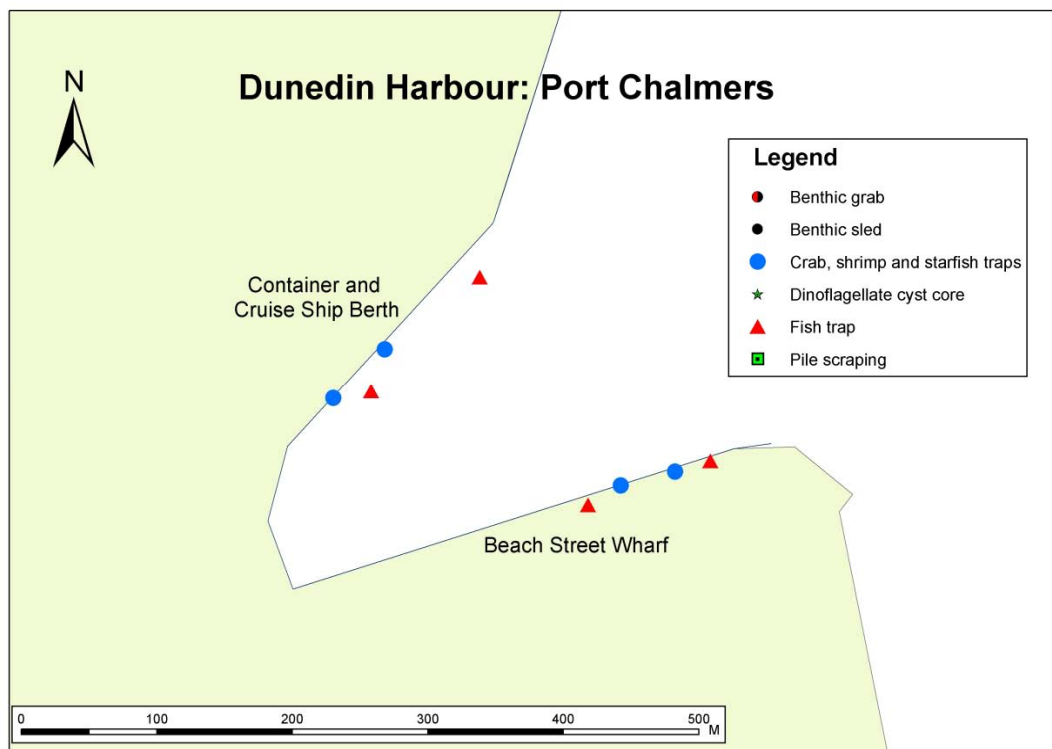 N
Dunedin Harbour: Port Chalmers
Legend
Benthic grab
Benthic sled
Crab, shrimp and starfish traps
Dinoflagellate cyst core
Fish trap
Pile scraping
Container and
Cruise Ship Berth
Beach Street Wharf
0 100 200 300 400 500
M